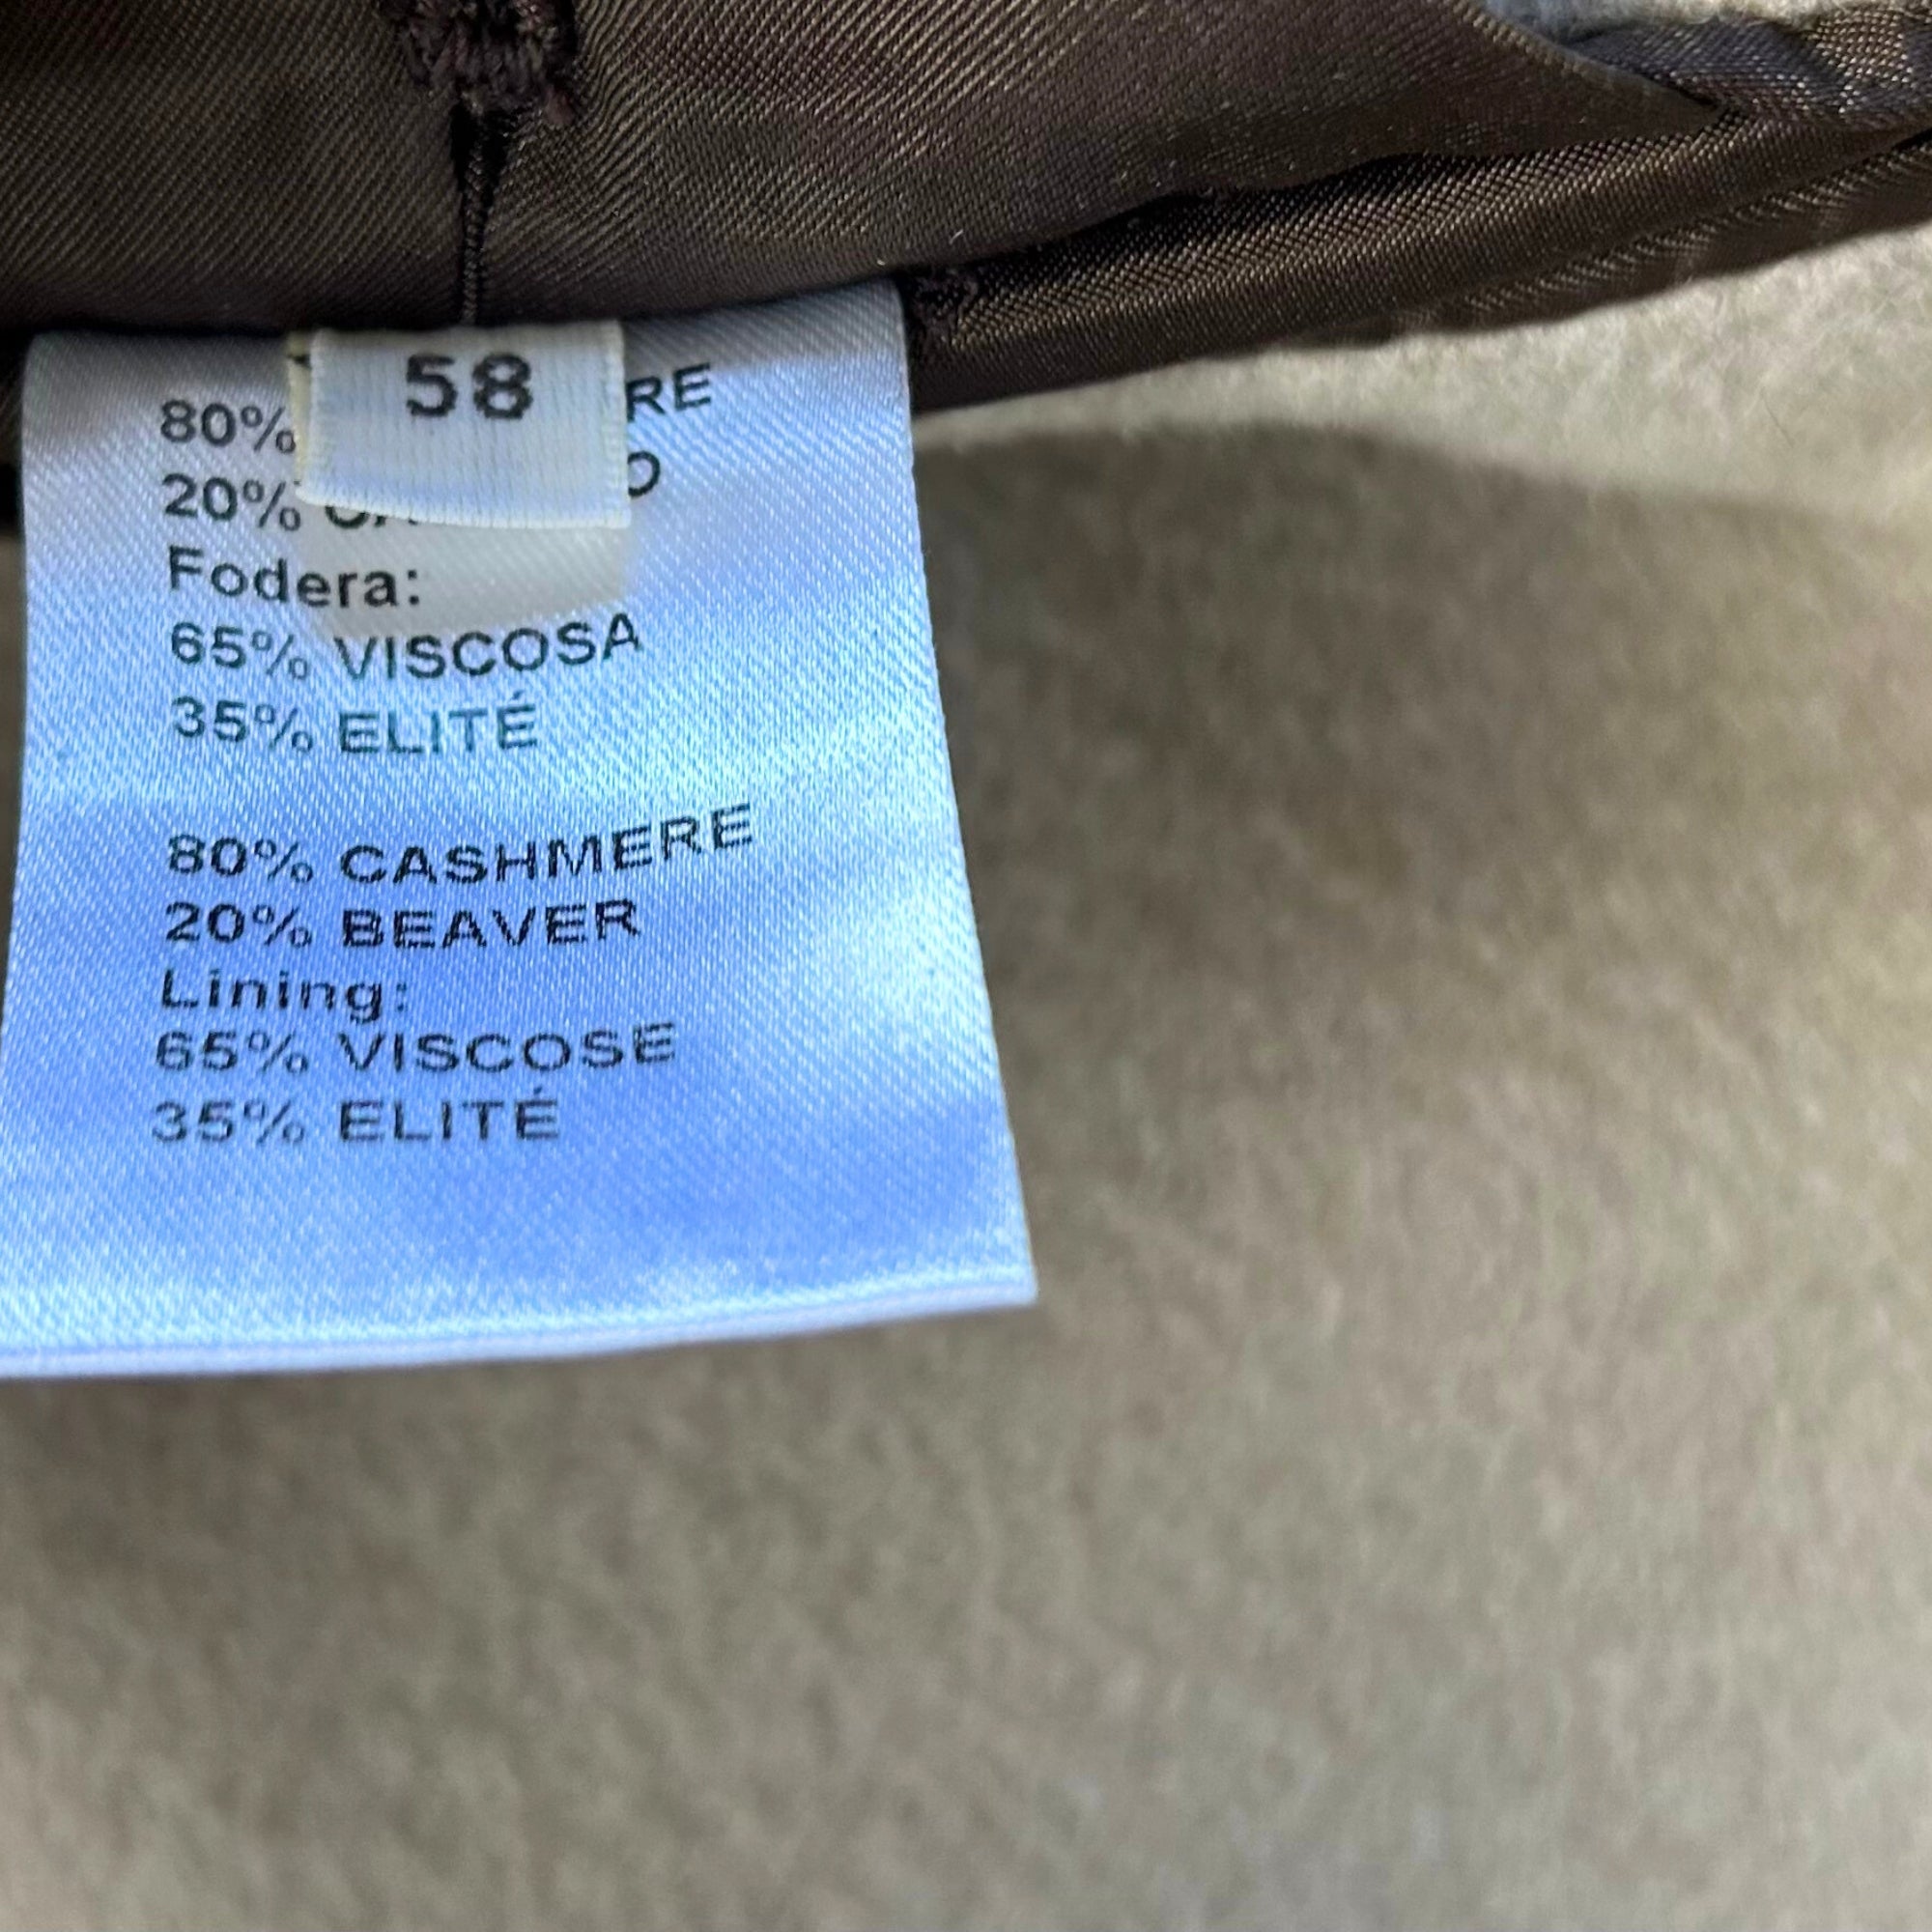 58
80% RE
20%
Fodera:
65% VISCOSA
35% ELITÉ
80% CASHMERE
20% BEAVER
Lining:
65% VISCOSE
35% ELITÉ